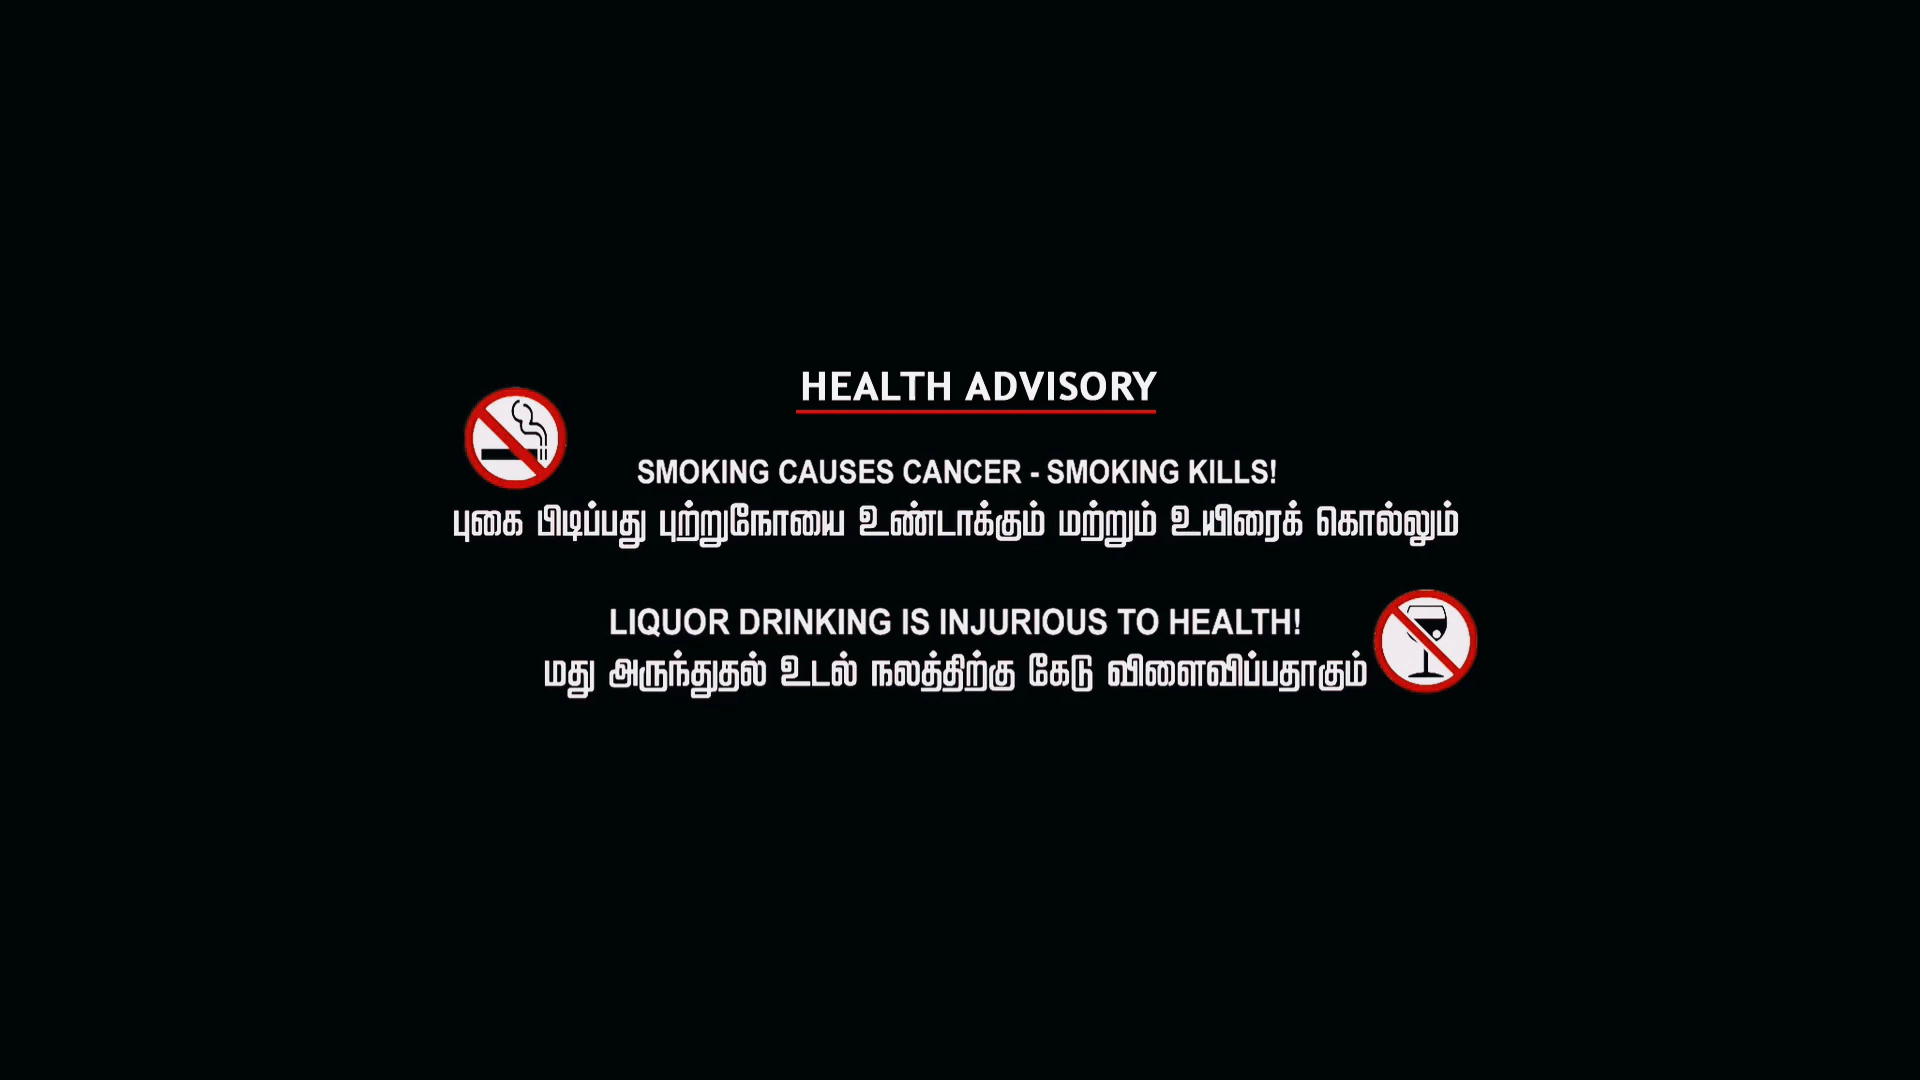 HEALTH ADVISORY
SMOKING CAUSES CANCER - SMOKING KILLS!
புகை பிடிப்பது புற்றுநோயை உண்டாக்கும் மற்றும் உயிரைக் கொல்லும்
LIQUOR DRINKING IS INJURIOUS TO HEALTH!
மது அருந்துதல் உடல் நலத்திற்கு கேடு விளைவிப்பதாகும்